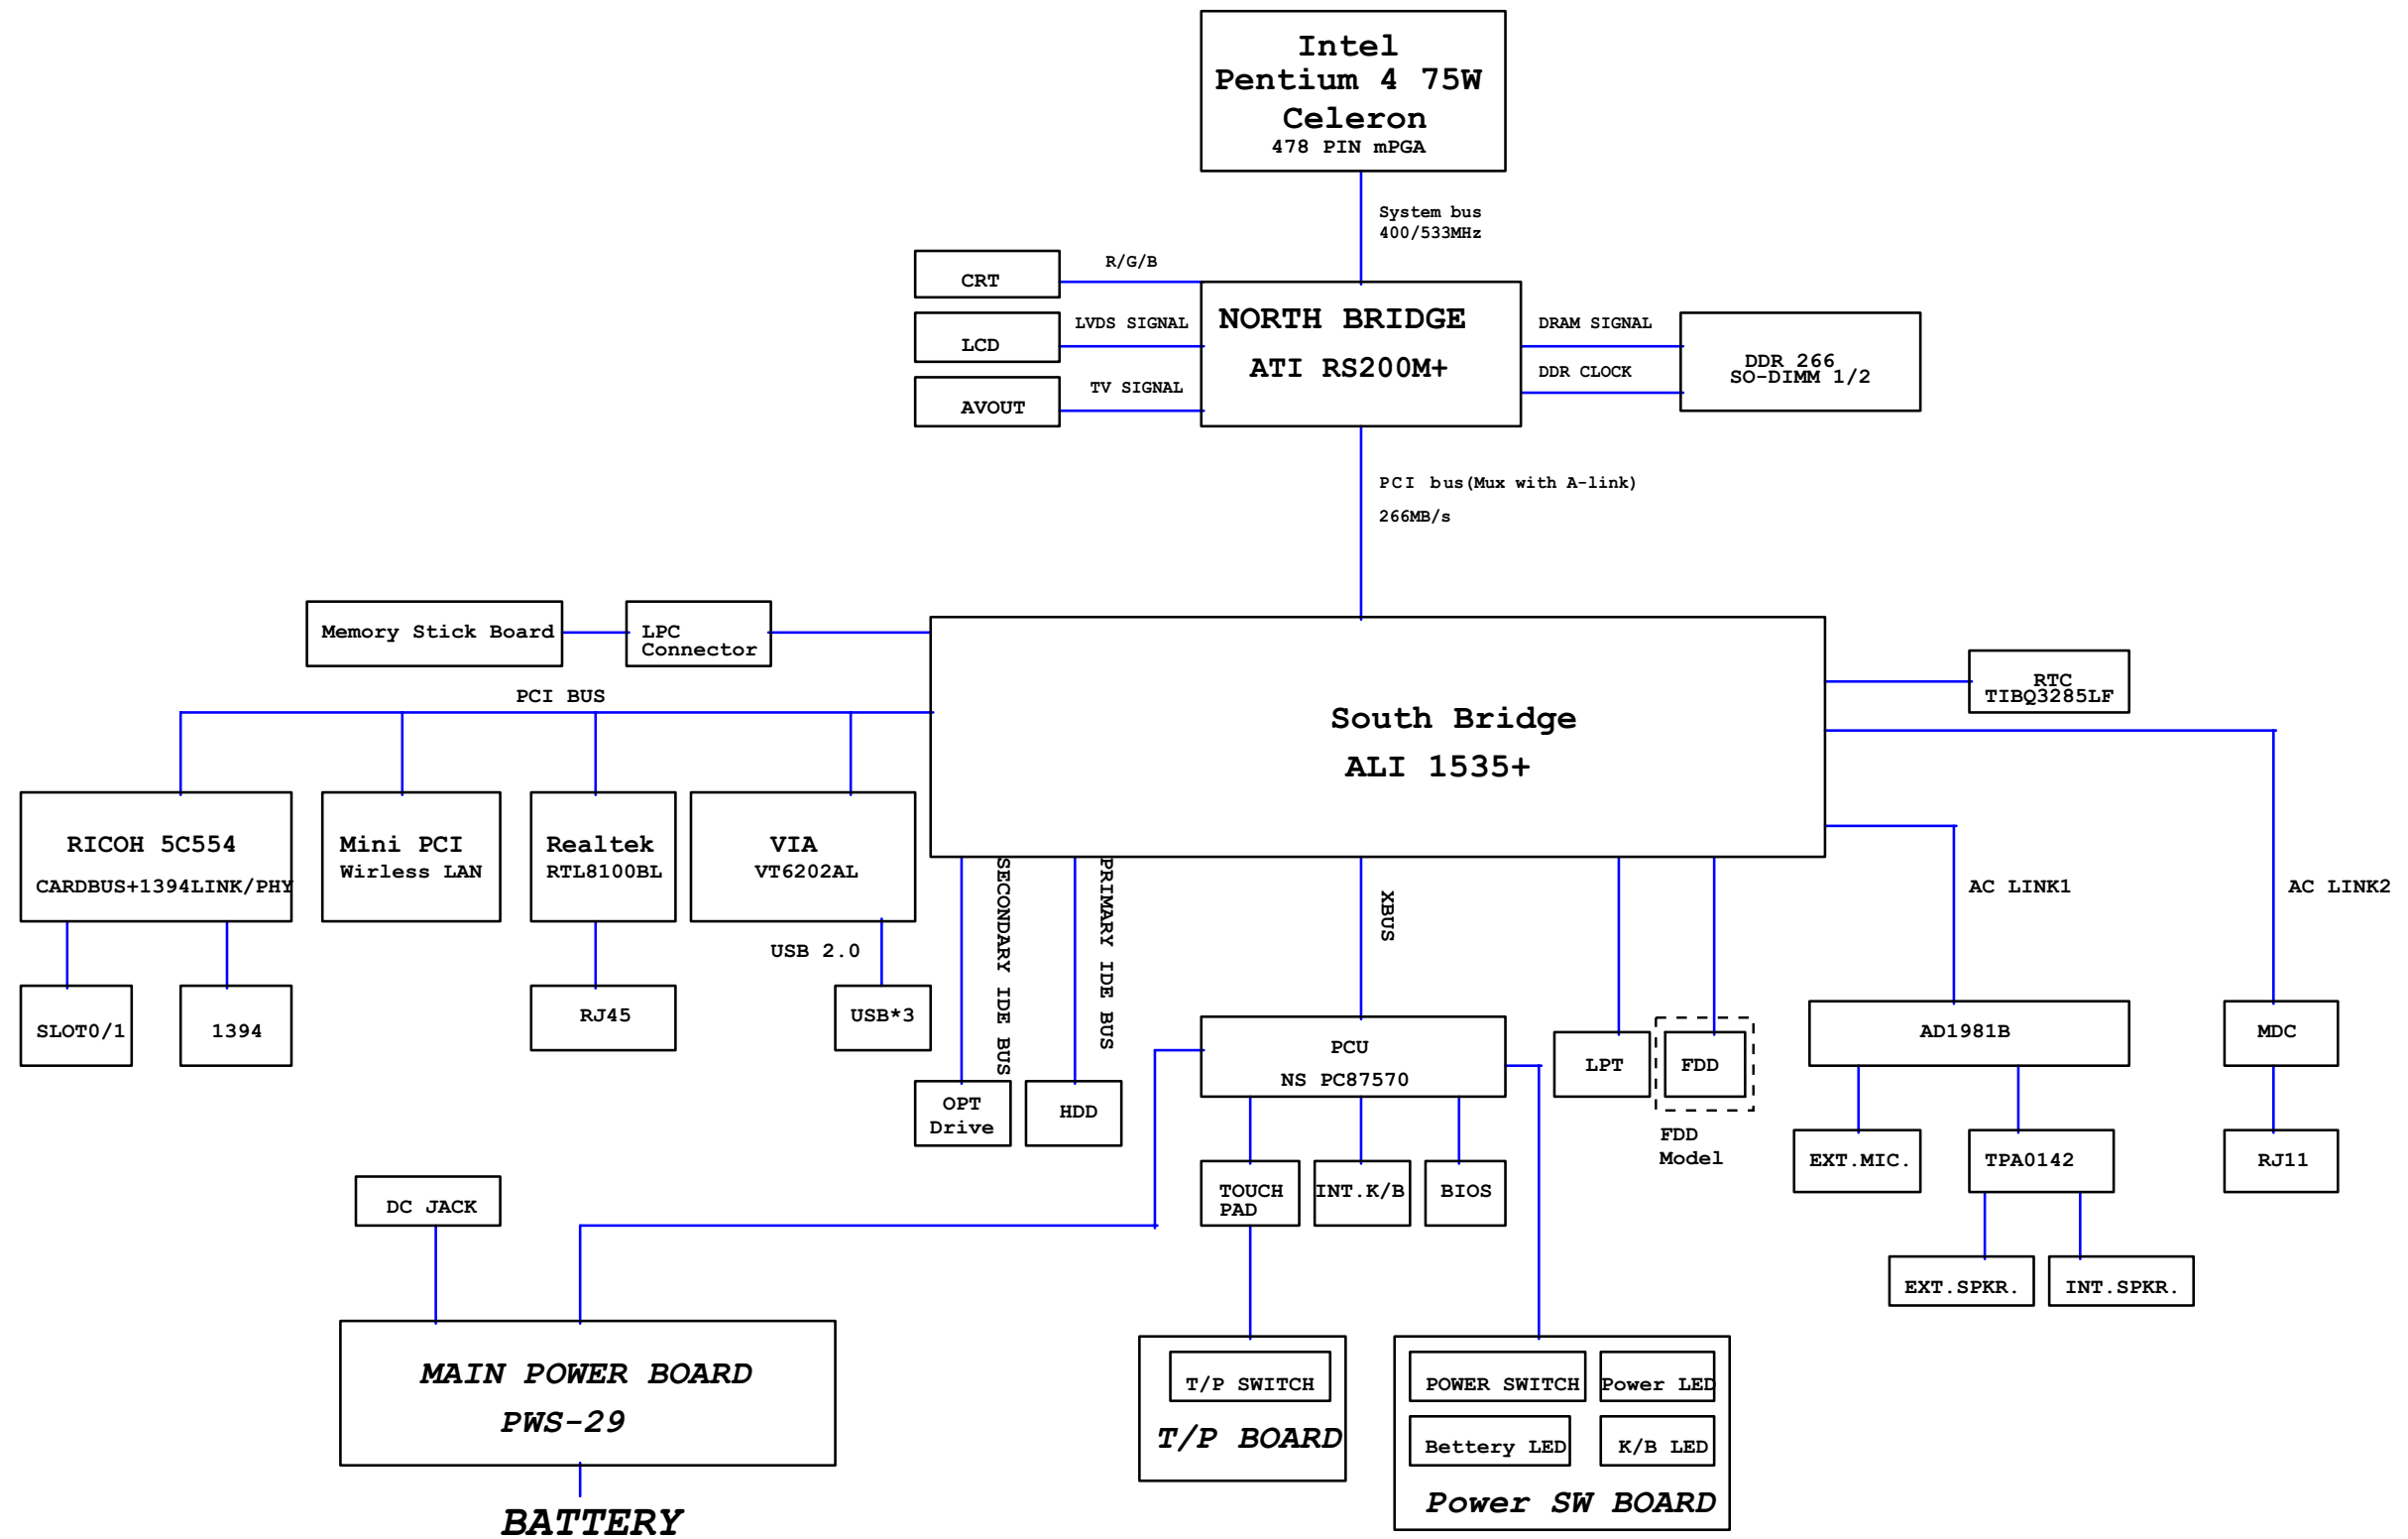 Intel
Pentium 4 75W
Celeron
478 PIN mPGA
System bus
400/533MHz
CRT
R/G/B
LCD
LVDS SIGNAL
AVOUT
TV SIGNAL
NORTH BRIDGE
ATI RS200M+
DRAM SIGNAL
DDR CLOCK
DDR 266
SO-DIMM 1/2
PCI bus(Mux with A-link)
266MB/s
Memory Stick Board
LPC
Connector
PCI BUS
South Bridge
ALI 1535+
RTC
TIBQ3285LF
RICOH 5C554
CARDBUS+1394LINK/PHY
Mini PCI
Wirless LAN
Realtek
RTL8100BL
VIA
VT6202AL
SECONDARY IDE BUS
PRIMARY IDE BUS
XBUS
AC LINK1
AC LINK2
USB 2.0
SLOT0/1
1394
RJ45
USB*3
OPT
Drive
HDD
PCU
NS PC87570
LPT
FDD
FDD
Model
AD1981B
MDC
EXT.MIC.
TPA0142
RJ11
TOUCH
PAD
INT.K/B
BIOS
EXT.SPKR.
INT.SPKR.
DC JACK
MAIN POWER BOARD
PWS-29
BATTERY
T/P SWITCH
T/P BOARD
POWER SWITCH
Power LED
Bettery LED
K/B LED
Power SW BOARD